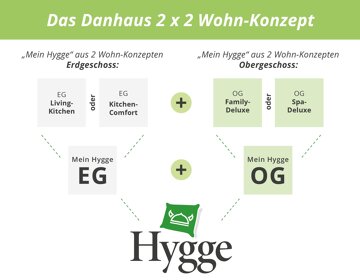 Das Danhaus 2 x 2 Wohn-Konzept
„Mein Hygge“ aus 2 Wohn-Konzepten
Erdgeschoss:
„Mein Hygge“ aus 2 Wohn-Konzepten
Obergeschoss:
EG
Living-
Kitchen
oder
EG
Kitchen-
Comfort
+
OG
Family-
Deluxe
oder
OG
Spa-
Deluxe
Mein Hygge
EG
+
Mein Hygge
OG
Hygge